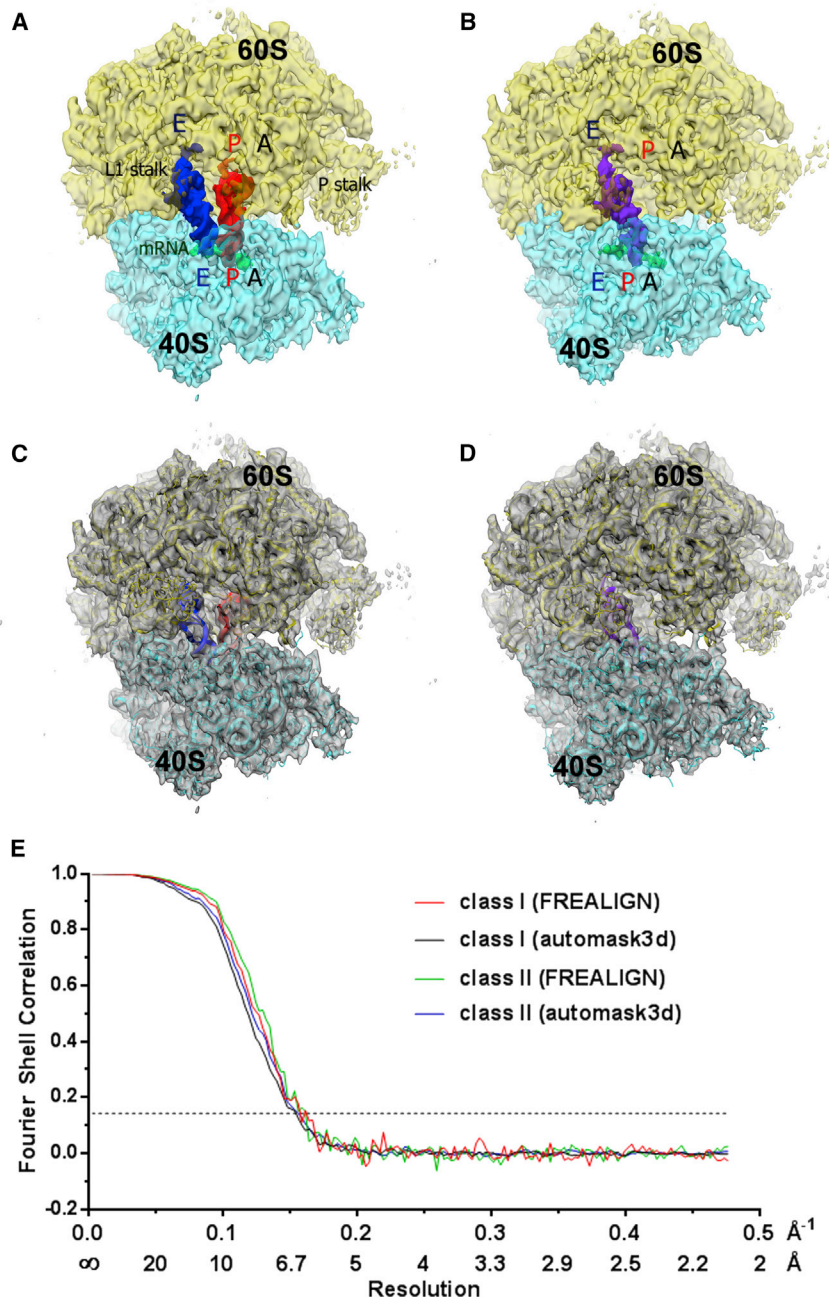 A
60S
E
P A
L1 stalk
P stalk
mRNA
E P A
40S
B
60S
E
P A
E P A
40S
C
60S
40S
D
60S
40S
E
1.0
0.8
0.6
0.4
0.2
0.0
-0.2
Fourier Shell Correlation
class I (FREALIGN)
class I (automask3d)
class II (FREALIGN)
class II (automask3d)
0.0 0.1 0.2 0.3 0.4 0.5 Å⁻¹
∞ 20 10 6.7 5 4 3.3 2.9 2.5 2.2 2 Å
Resolution